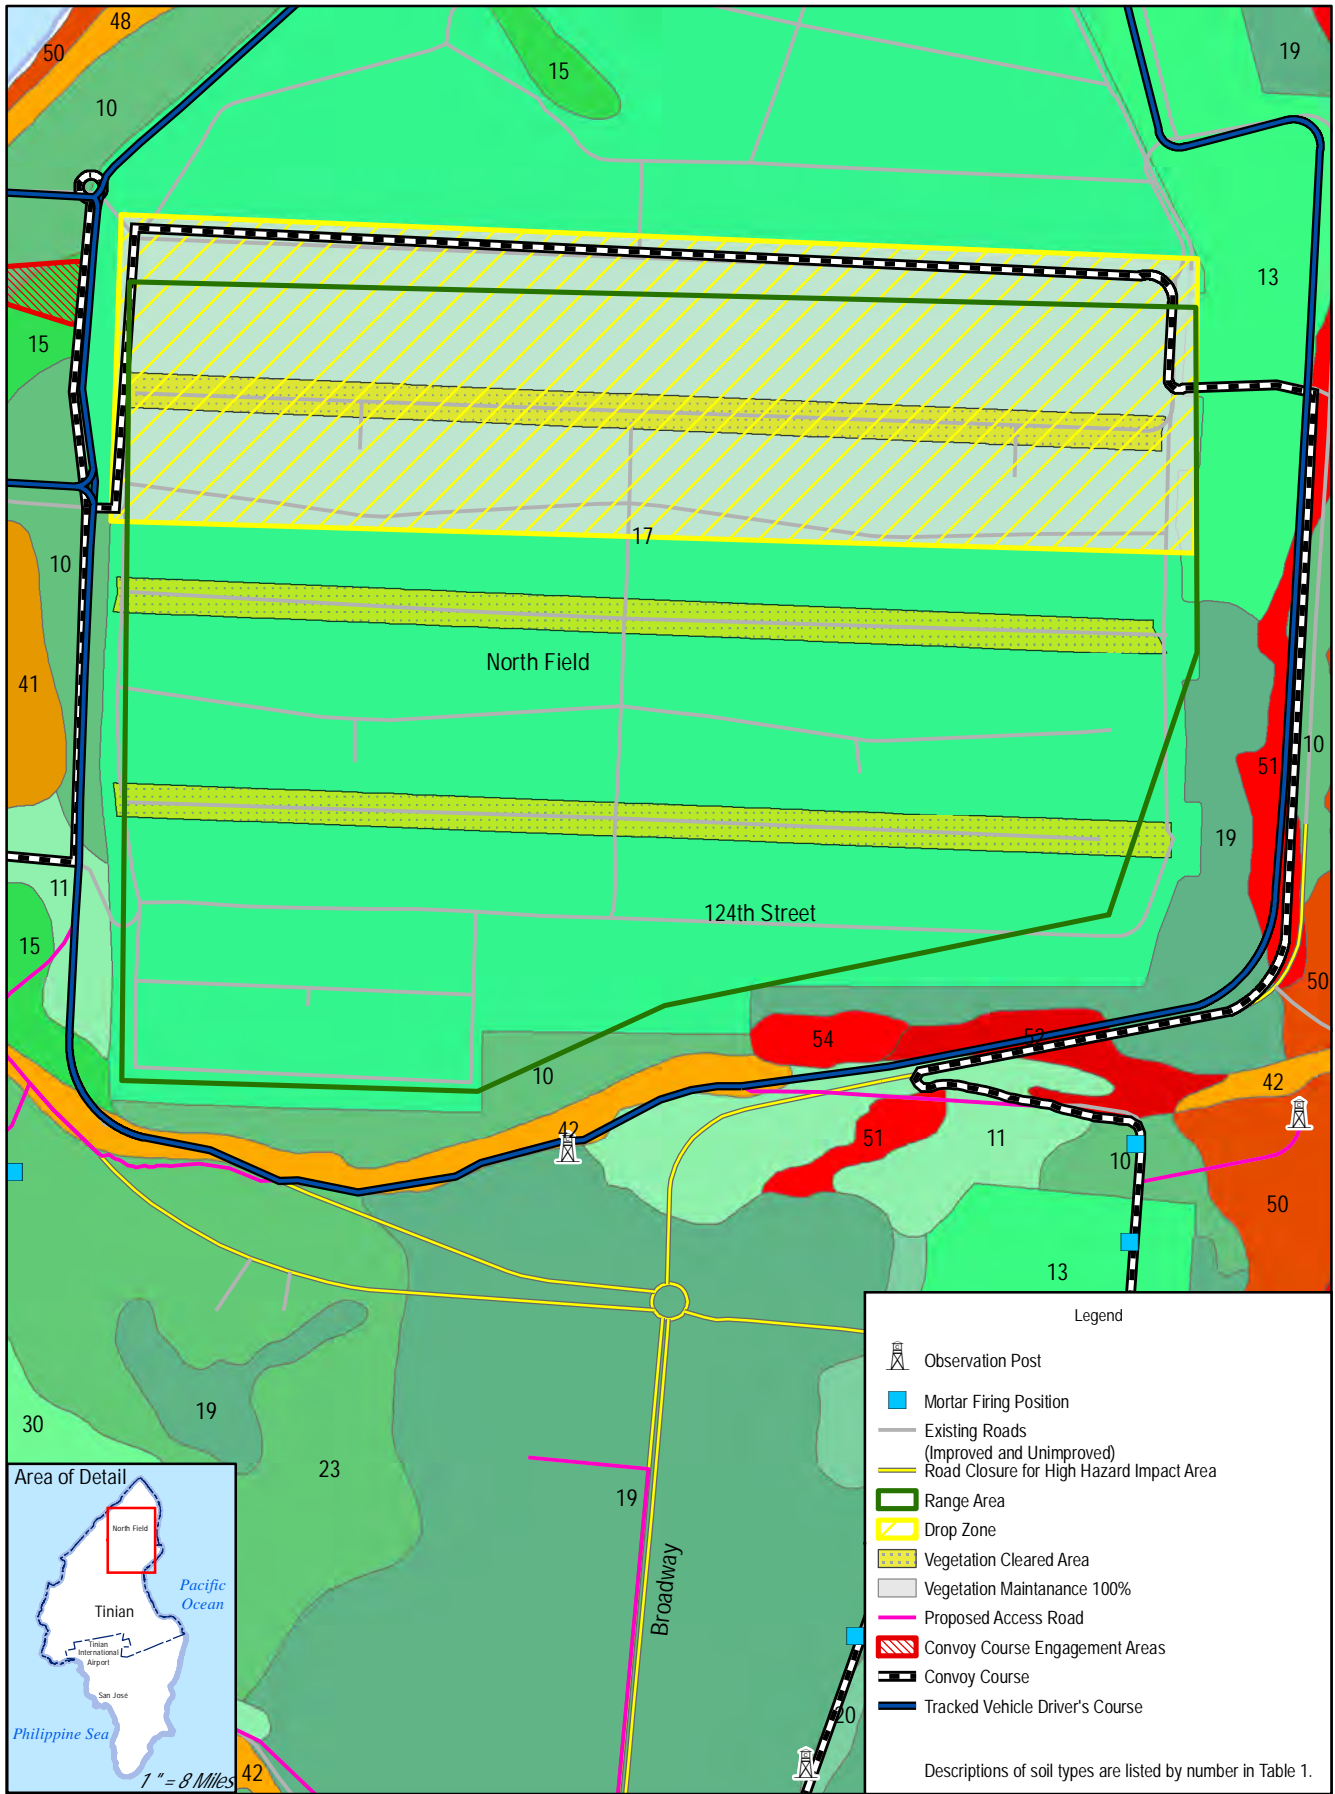 48
50
15
19
10
13
15
17
10
North Field
41
10
51
19
11
124th Street
15
50
54
10
42
42
51
11
10
50
13
19
30
23
19
Broadway
20
42
Area of Detail
North Field
Pacific
Ocean
Tinian
Tinian
International
Airport
San José
Philippine Sea
1 " = 8 Miles
Legend
Observation Post
Mortar Firing Position
Existing Roads
(Improved and Unimproved)
Road Closure for High Hazard Impact Area
Range Area
Drop Zone
Vegetation Cleared Area
Vegetation Maintanance 100%
Proposed Access Road
Convoy Course Engagement Areas
Convoy Course
Tracked Vehicle Driver's Course
Descriptions of soil types are listed by number in Table 1.